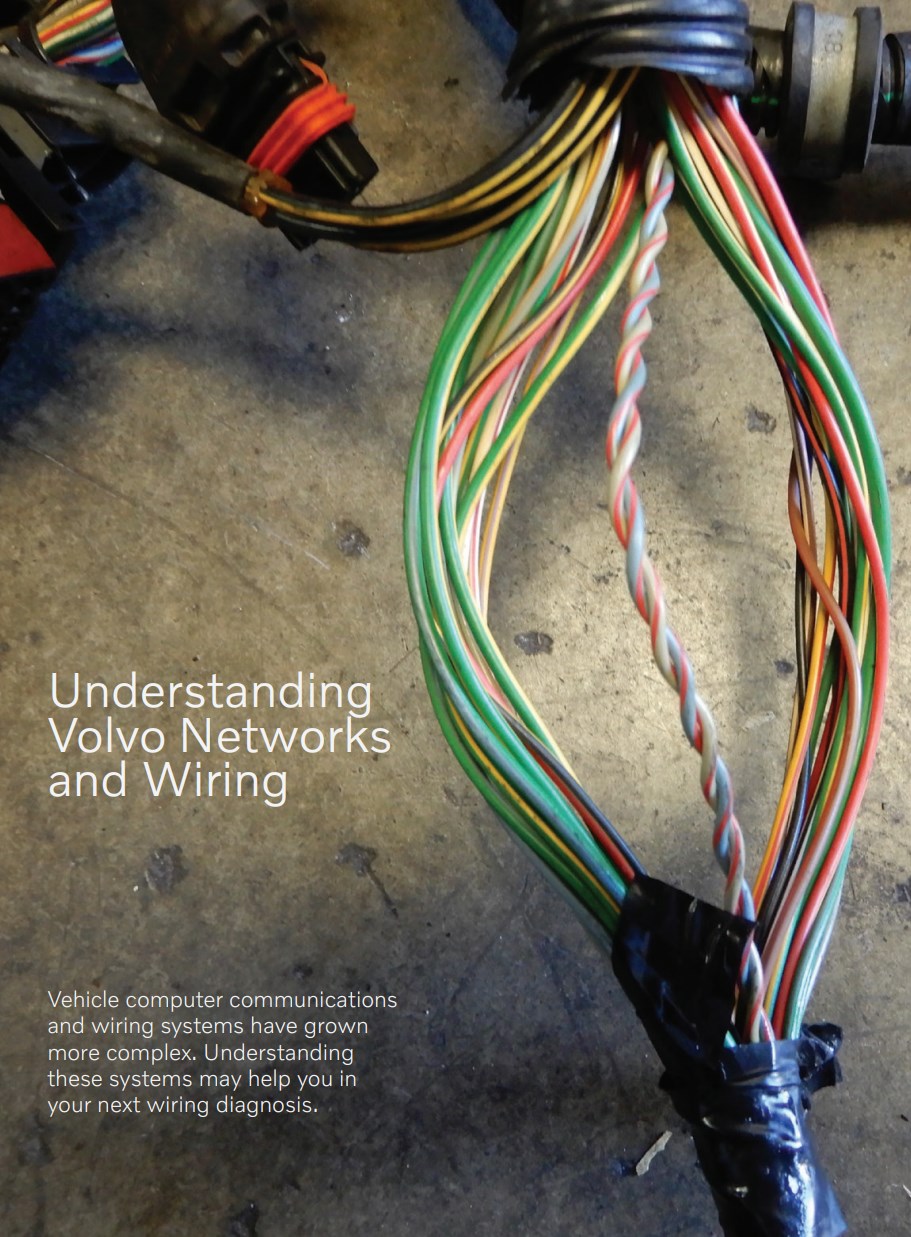 Understanding
Volvo Networks
and Wiring
Vehicle computer communications
and wiring systems have grown
more complex. Understanding
these systems may help you in
your next wiring diagnosis.